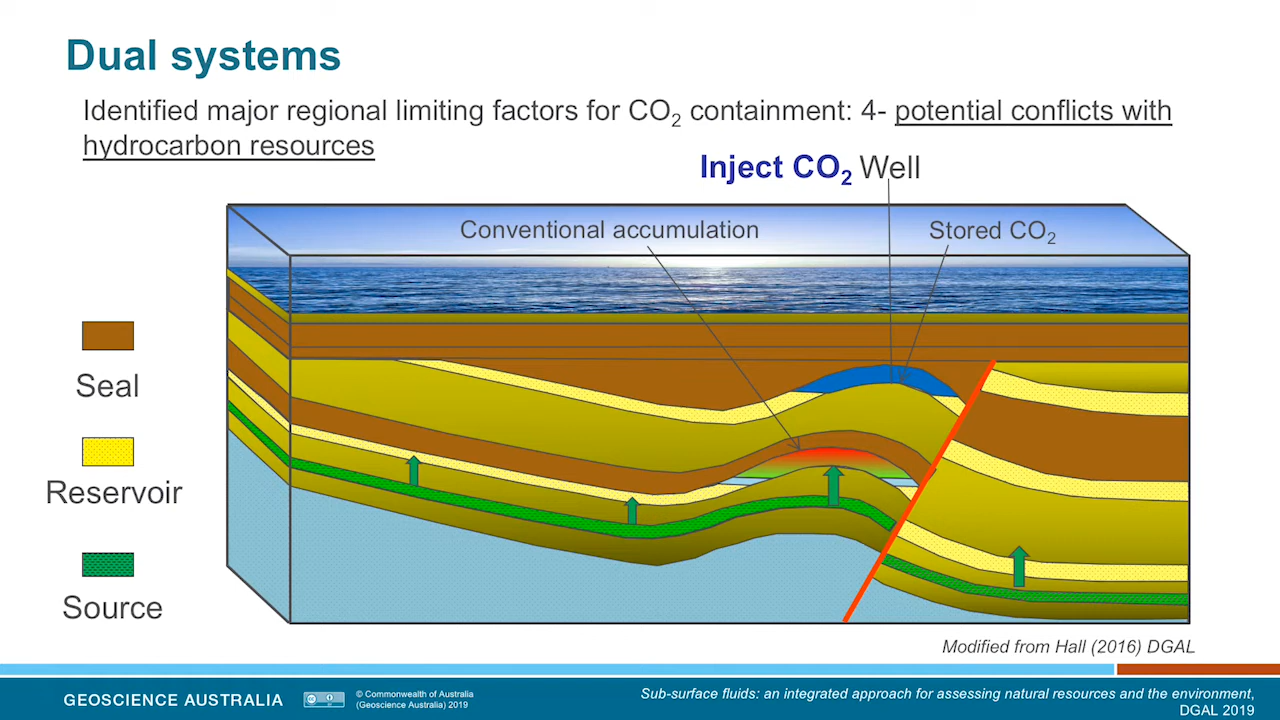 Dual systems
Identified major regional limiting factors for CO2 containment: 4- potential conflicts with
hydrocarbon resources
Inject CO2 Well
Conventional accumulation
Stored CO2
Seal
Reservoir
Source
Modified from Hall (2016) DGAL
GEOSCIENCE AUSTRALIA
© Commonwealth of Australia
(Geoscience Australia) 2019
Sub-surface fluids: an integrated approach for assessing natural resources and the environment,
DGAL 2019